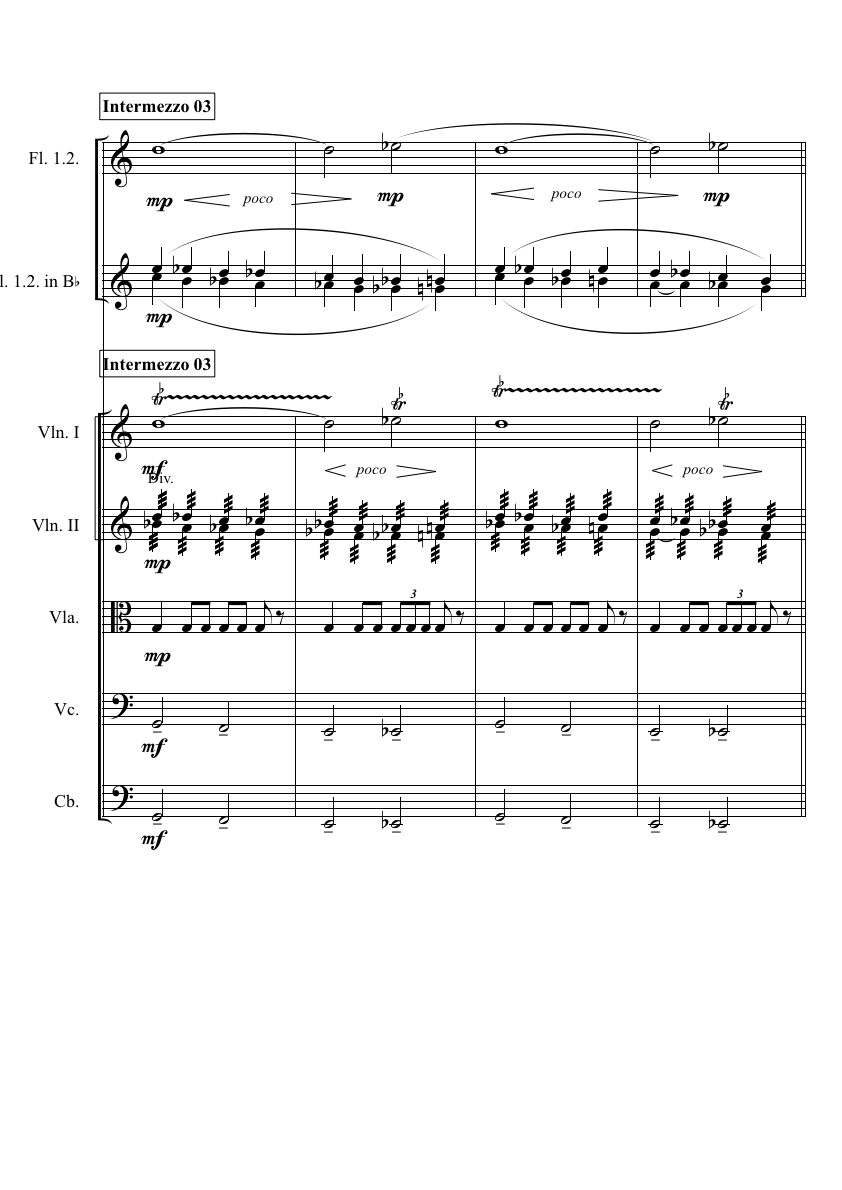 Intermezzo 03
Fl. 1.2.
mp poco mp poco mp
l. 1.2. in B♭
mp
Intermezzo 03
tr tr tr tr
Vln. I
mf poco poco
Div.
Vln. II
mp
3 3
Vla.
mp
Vc.
mf
Cb.
mf